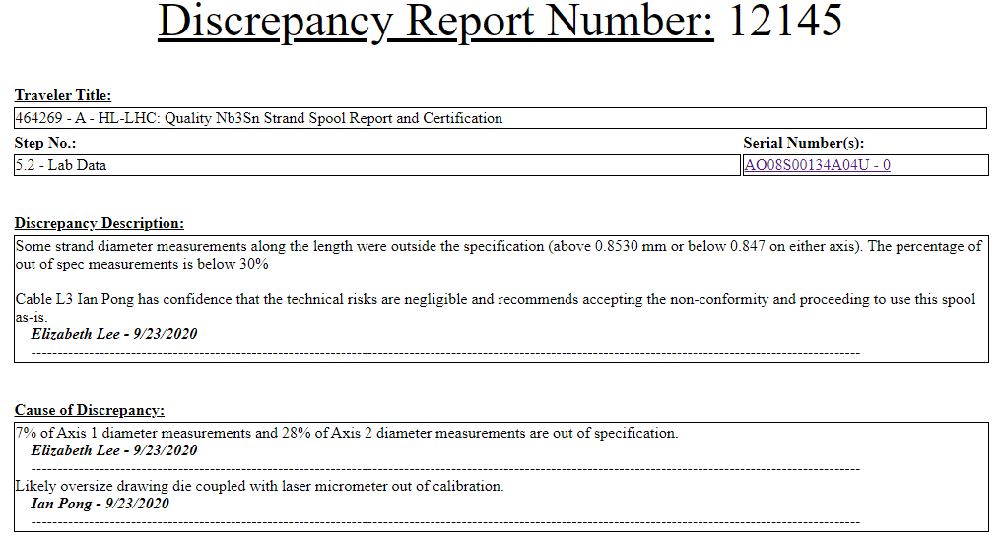 Discrepancy Report Number: 12145
Traveler Title:
464269 - A - HL-LHC: Quality Nb3Sn Strand Spool Report and Certification
Step No.: Serial Number(s):
5.2 - Lab Data AO08S00134A04U - 0
Discrepancy Description:
Some strand diameter measurements along the length were outside the specification (above 0.8530 mm or below 0.847 on either axis). The percentage of
out of spec measurements is below 30%
Cable L3 Ian Pong has confidence that the technical risks are negligible and recommends accepting the non-conformity and proceeding to use this spool
as-is.
Elizabeth Lee - 9/23/2020
Cause of Discrepancy:
7% of Axis 1 diameter measurements and 28% of Axis 2 diameter measurements are out of specification.
Elizabeth Lee - 9/23/2020
Likely oversize drawing die coupled with laser micrometer out of calibration.
Ian Pong - 9/23/2020